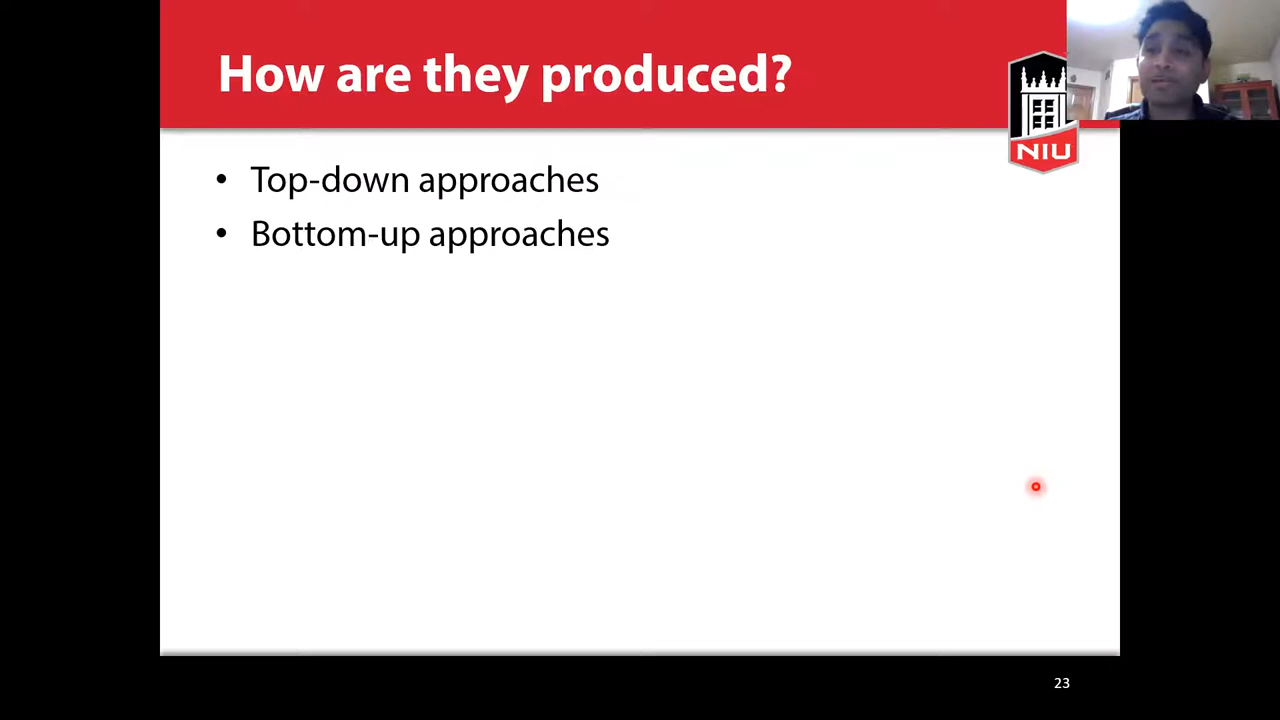 How are they produced?
NIU
• Top-down approaches
• Bottom-up approaches
23